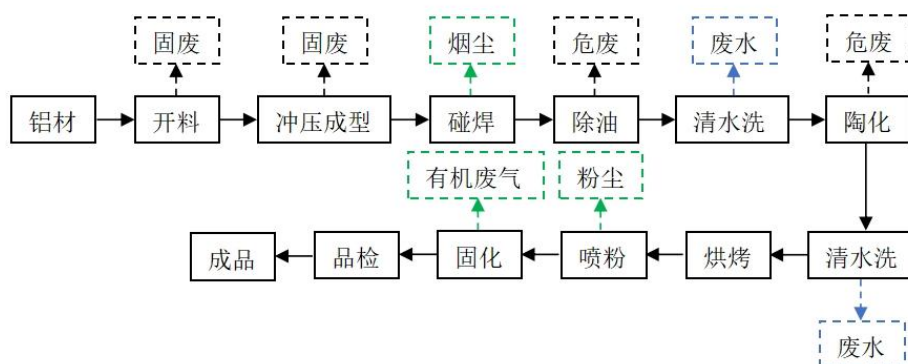 固废
固废
烟尘
危废
废水
危废
铝材
开料
冲压成型
碰焊
除油
清水洗
陶化
有机废气
粉尘
成品
品检
固化
喷粉
烘烤
清水洗
废水